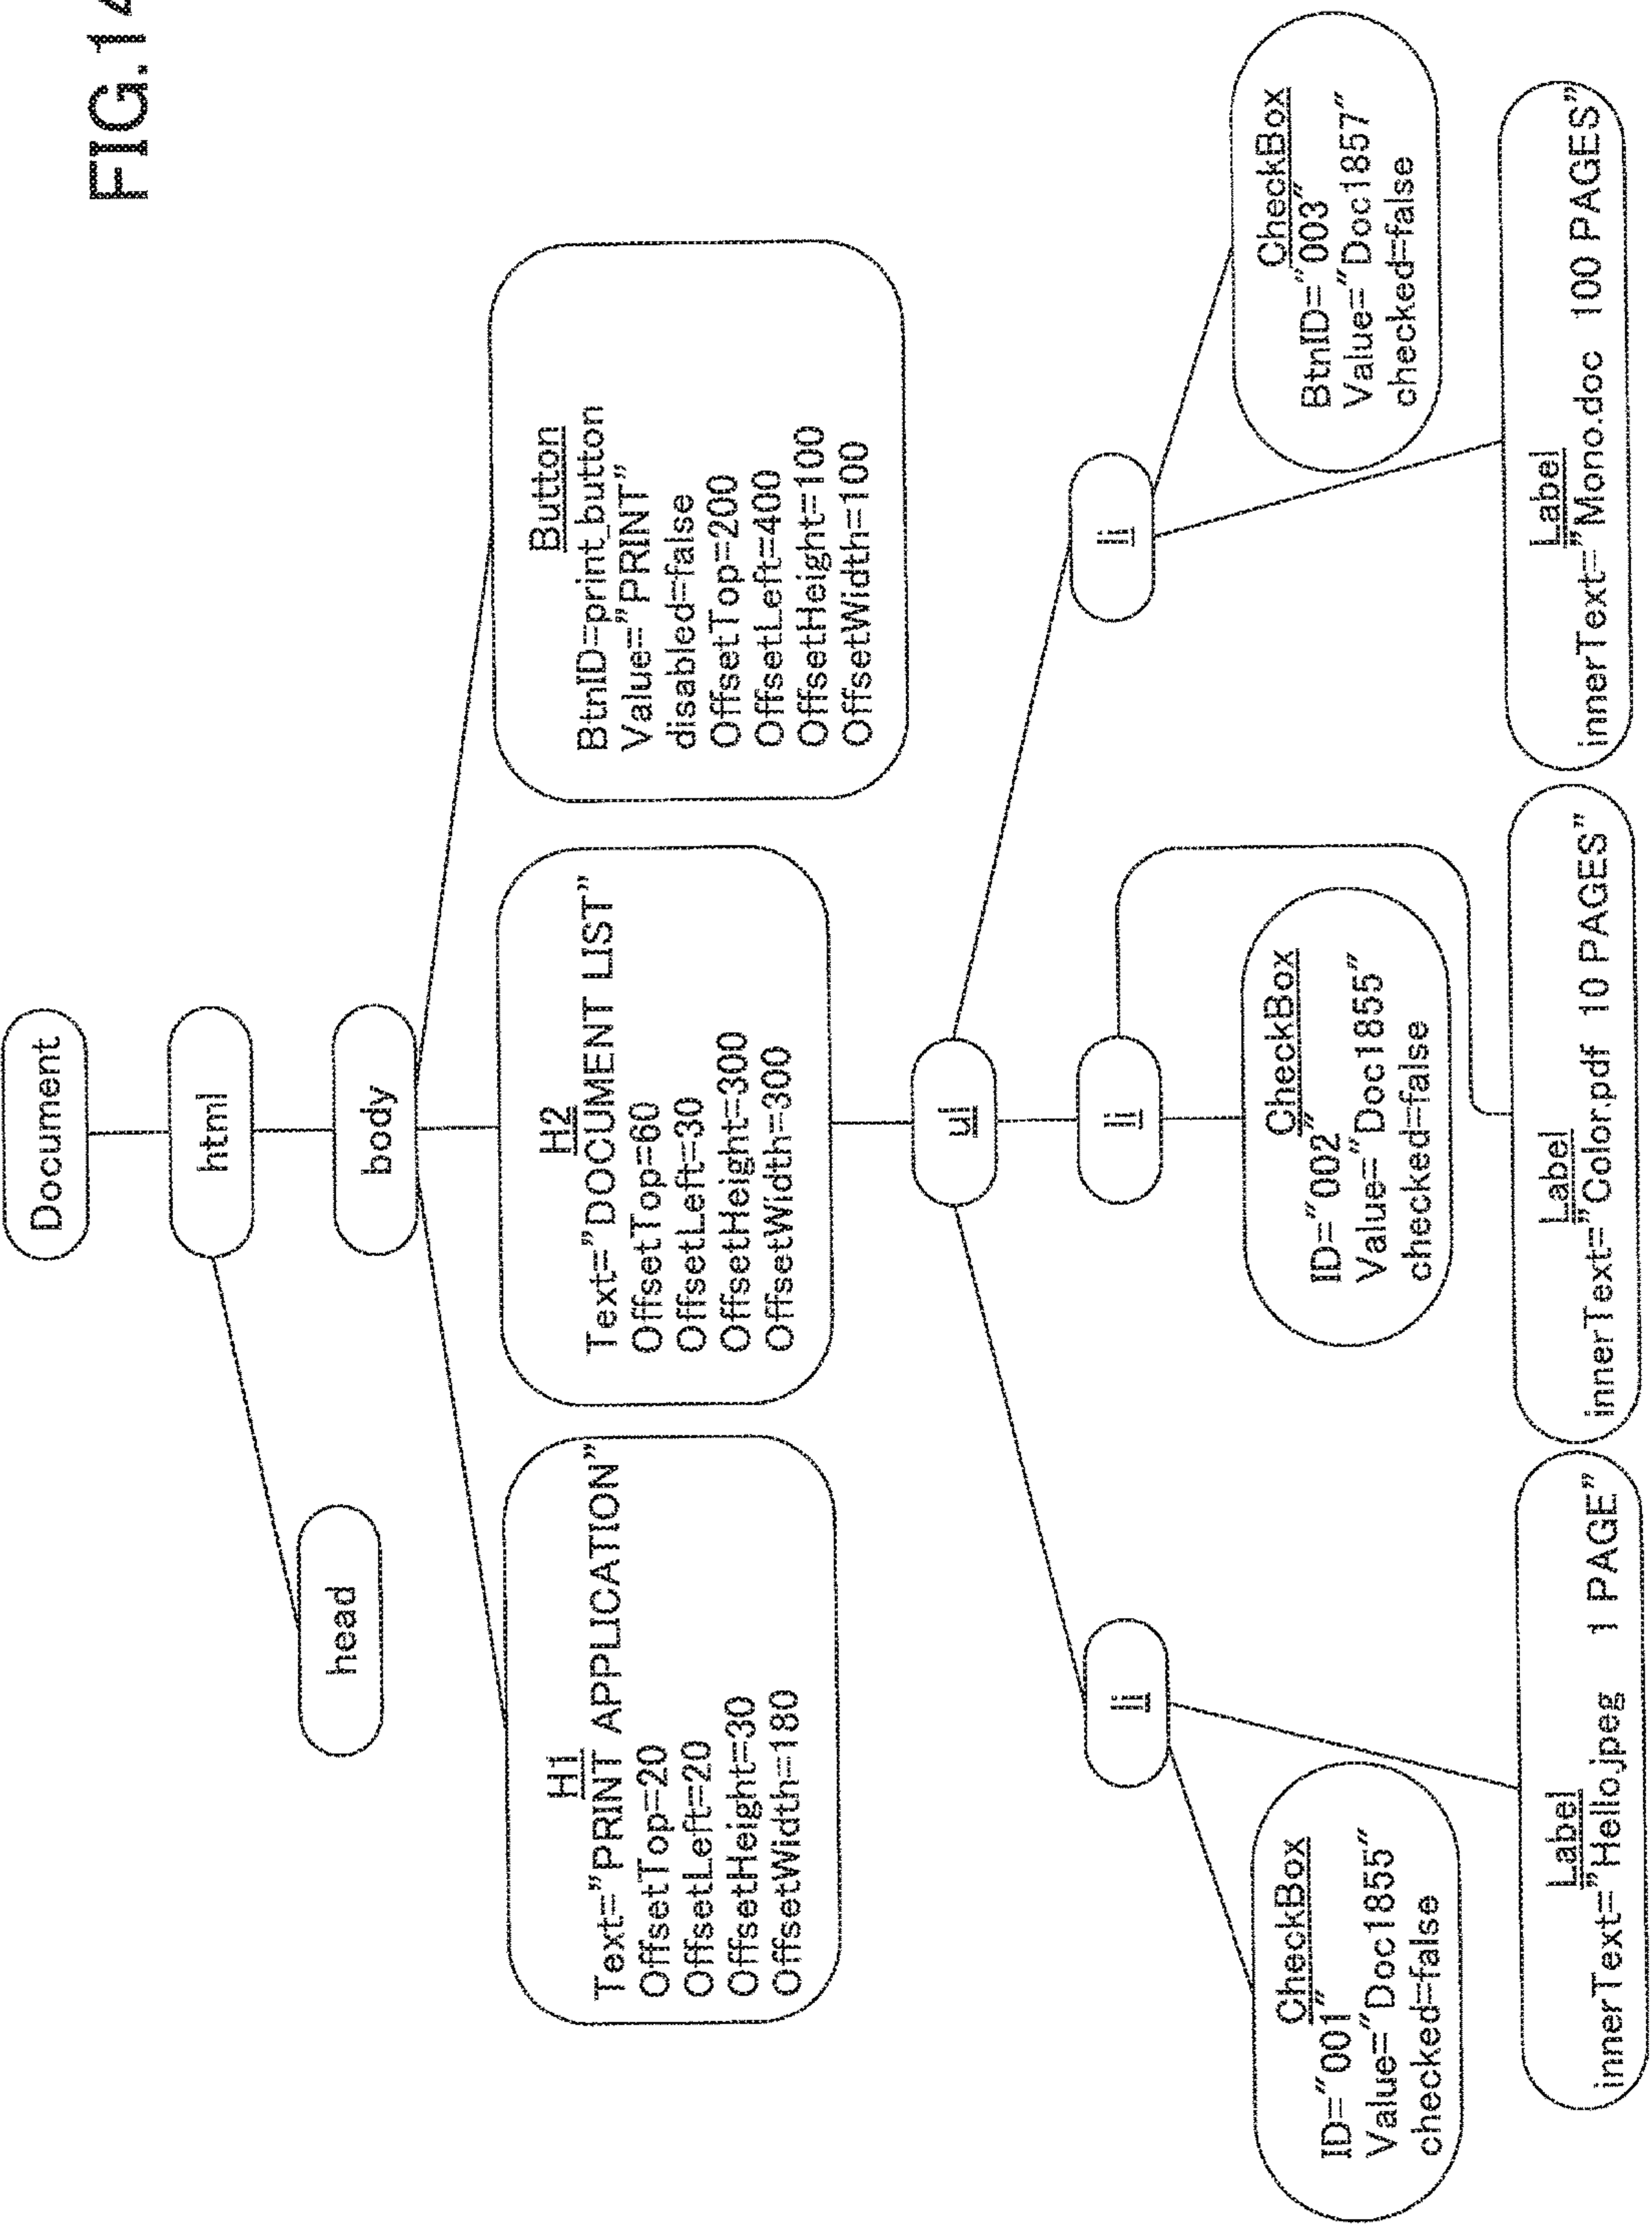 FIG.14
Document
html
head
body
H1
Text="PRINT APPLICATION"
OffsetTop=20
OffsetLeft=20
OffsetHeight=30
OffsetWidth=180
H2
Text="DOCUMENT LIST"
OffsetTop=60
OffsetLeft=30
OffsetHeight=300
OffsetWidth=300
Button
BtnID=print_button
Value="PRINT"
disabled=false
OffsetTop=200
OffsetLeft=400
OffsetHeight=100
OffsetWidth=100
ul
li
li
li
CheckBox
ID="001"
Value="Doc1855"
checked=false
CheckBox
ID="002"
Value="Doc1855"
checked=false
CheckBox
BtnID="003"
Value="Doc1857"
checked=false
Label
innerText="Hello.jpeg 1 PAGE"
Label
innerText="Color.pdf 10 PAGES"
Label
innerText="Mono.doc 100 PAGES"